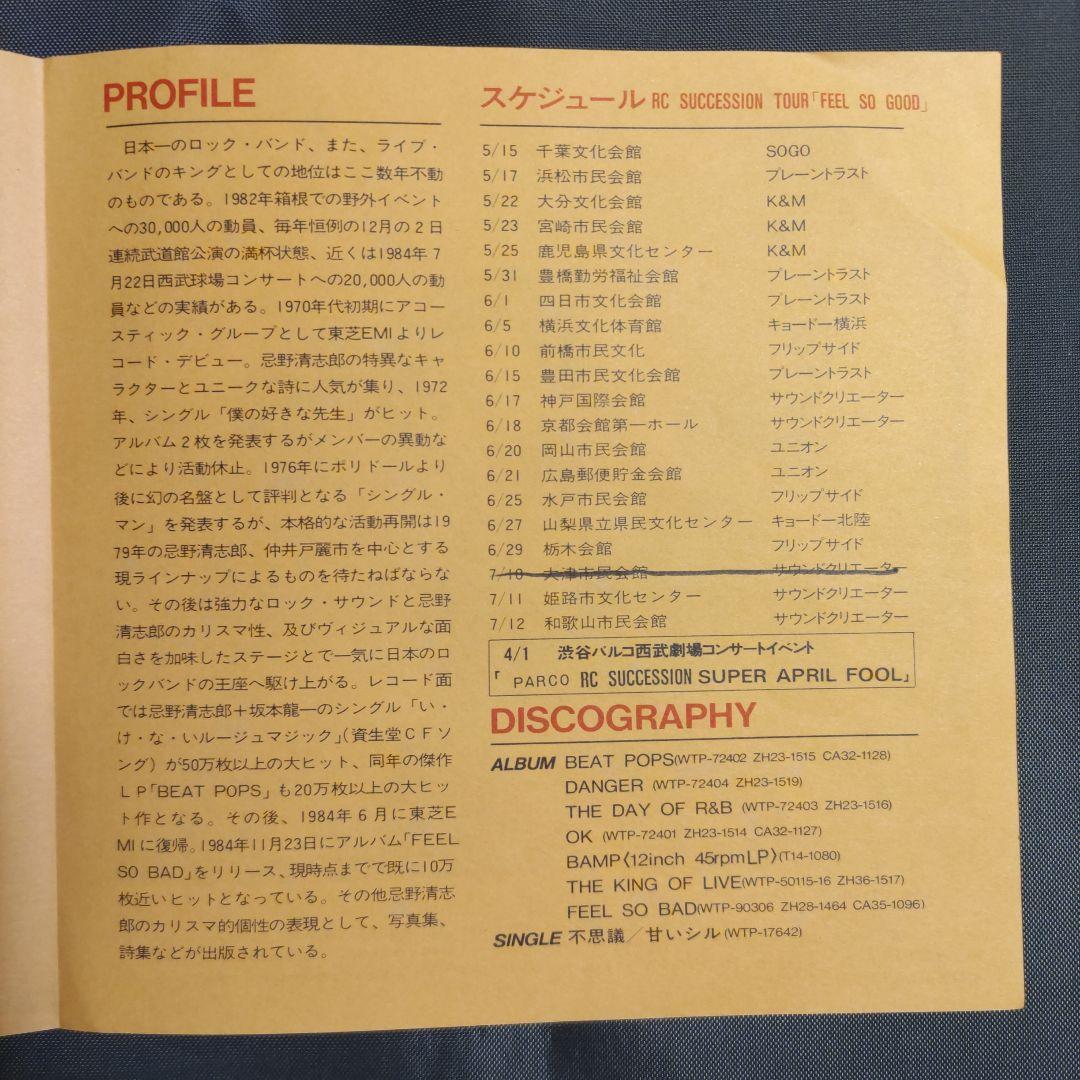 PROFILE
日本一のロック・バンド、また、ライブ・
バンドのキングとしての地位はここ数年不動
のものである。1982年箱根での野外イベント
への30,000人の動員、毎年恒例の12月の2日
連続武道館公演の満杯状態、近くは1984年7
月22日西武球場コンサートへの20,000人の動
員などの実績がある。1970年代初期にアコー
スティック・グループとして東芝EMIよりレ
コード・デビュー。忌野清志郎の特異なキャ
ラクターとユニークな詩に人気が集り、1972
年、シングル「僕の好きな先生」がヒット。
アルバム2枚を発表するがメンバーの異動な
どにより活動休止。1976年にポリドールより
後に幻の名盤として評判となる「シングル・
マン」を発表するが、本格的な活動再開は19
79年の忌野清志郎、仲井戸麗市を中心とする
現ラインナップによるものを待たねばならな
い。その後は強力なロック・サウンドと忌野
清志郎のカリスマ性、及びヴィジュアルな面
白さを加味したステージとで一気に日本のロ
ックバンドの王座へ駆け上がる。レコード面
では忌野清志郎+坂本龍一のシングル「い・
け・な・いルージュマジック」(資生堂CFソ
ング)が50万枚以上の大ヒット、同年の傑作
LP「BEAT POPS」も20万枚以上の大ヒッ
ト作となる。その後、1984年6月に東芝E
MIに復帰。1984年11月23日にアルバム「FEEL
SO BAD」をリリース、現時点までで既に10万
枚近いヒットとなっている。その他忌野清志
郎のカリスマ的個性の表現として、写真集、
詩集などが出版されている。
スケジュール RC SUCCESSION TOUR「FEEL SO GOOD」
5/15 千葉文化会館 SOGO
5/17 浜松市民会館 プレーントラスト
5/22 大分文化会館 K&M
5/23 宮崎市民会館 K&M
5/25 鹿児島県文化センター K&M
5/31 豊橋勤労福祉会館 プレーントラスト
6/1 四日市文化会館 プレーントラスト
6/5 横浜文化体育館 キョードー横浜
6/10 前橋市民文化 フリップサイド
6/15 豊田市民文化会館 プレーントラスト
6/17 神戸国際会館 サウンドクリエーター
6/18 京都会館第一ホール サウンドクリエーター
6/20 岡山市民会館 ユニオン
6/21 広島郵便貯金会館 ユニオン
6/25 水戸市民会館 フリップサイド
6/27 山梨県立県民文化センター キョードー北陸
6/29 栃木会館 フリップサイド
7/10 大津市民会館 サウンドクリエーター
7/11 姫路市文化センター サウンドクリエーター
7/12 和歌山市民会館 サウンドクリエーター
4/1 渋谷パルコ西武劇場コンサートイベント
「PARCO RC SUCCESSION SUPER APRIL FOOL」
DISCOGRAPHY
ALBUM BEAT POPS(WTP-72402 ZH23-1515 CA32-1128)
DANGER (WTP-72404 ZH23-1519)
THE DAY OF R&B (WTP-72403 ZH23-1516)
OK (WTP-72401 ZH23-1514 CA32-1127)
BAMP〈12inch 45rpm LP〉(T14-1080)
THE KING OF LIVE(WTP-50115-16 ZH36-1517)
FEEL SO BAD(WTP-90306 ZH28-1464 CA35-1096)
SINGLE 不思議/甘いシル(WTP-17642)